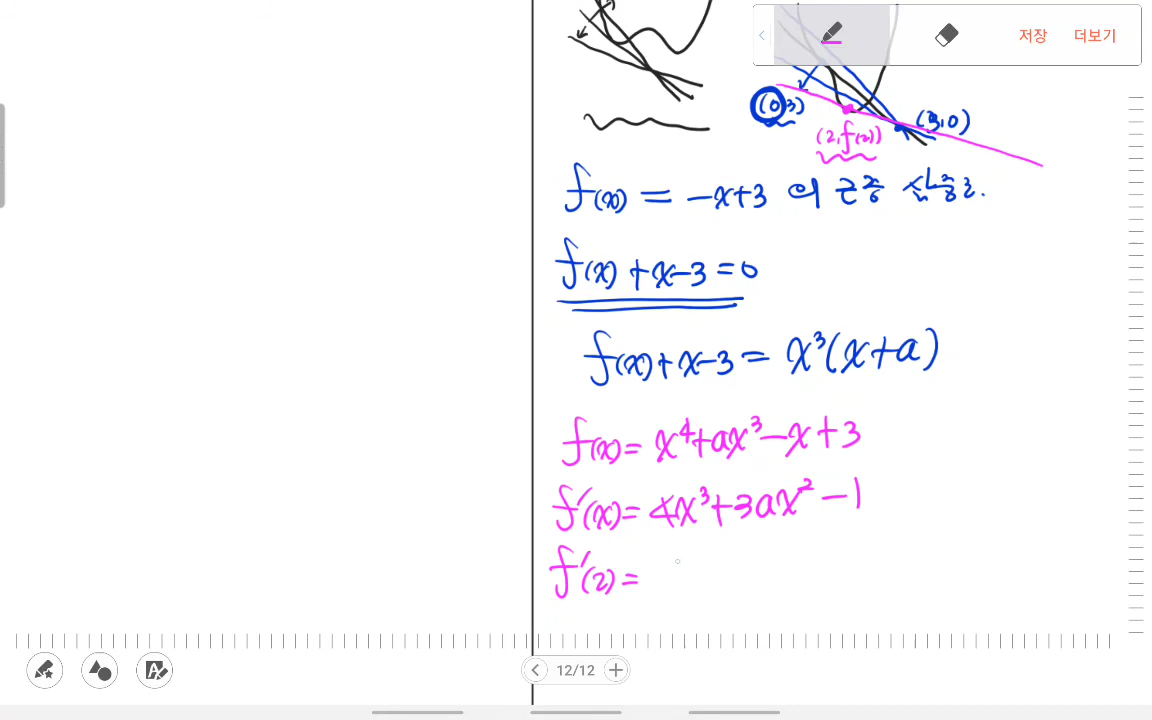 저장 더보기
(0,3)
(3,0)
(2,f(2))
f(x) = -x+3 의 근중 삼중근.
f(x) +x-3 =0
f(x)+x-3= x³(x+a)
f(x)= x⁴+ax³-x+3
f'(x)= 4x³+3ax²-1
f'(2)=
12/12